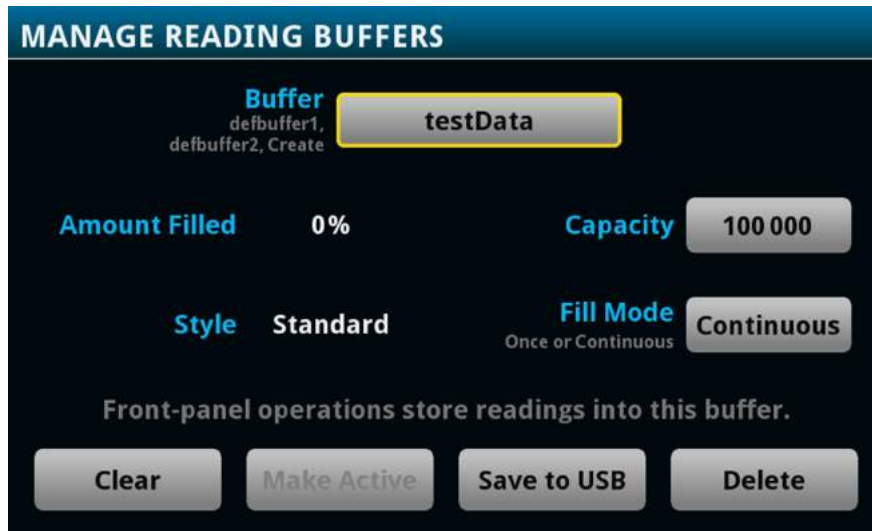 MANAGE READING BUFFERS
Buffer
defbuffer1,
defbuffer2, Create
testData
Amount Filled 0% Capacity 100 000
Style Standard Fill Mode
Once or Continuous Continuous
Front-panel operations store readings into this buffer.
Clear Make Active Save to USB Delete